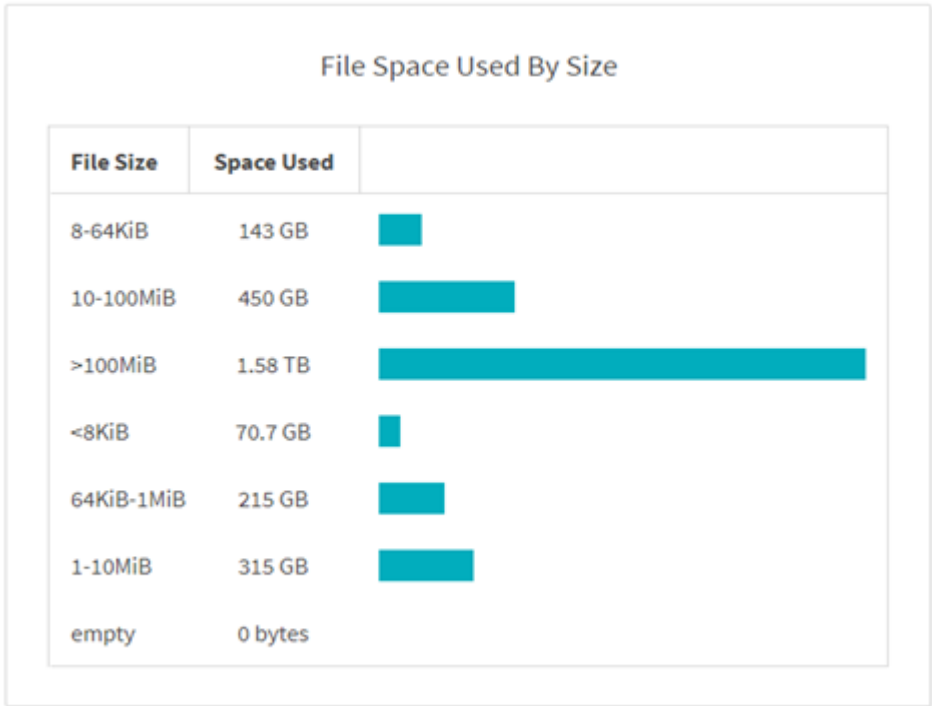 File Space Used By Size
File Size Space Used
8-64KiB 143 GB
10-100MiB 450 GB
>100MiB 1.58 TB
<8KiB 70.7 GB
64KiB-1MiB 215 GB
1-10MiB 315 GB
empty 0 bytes